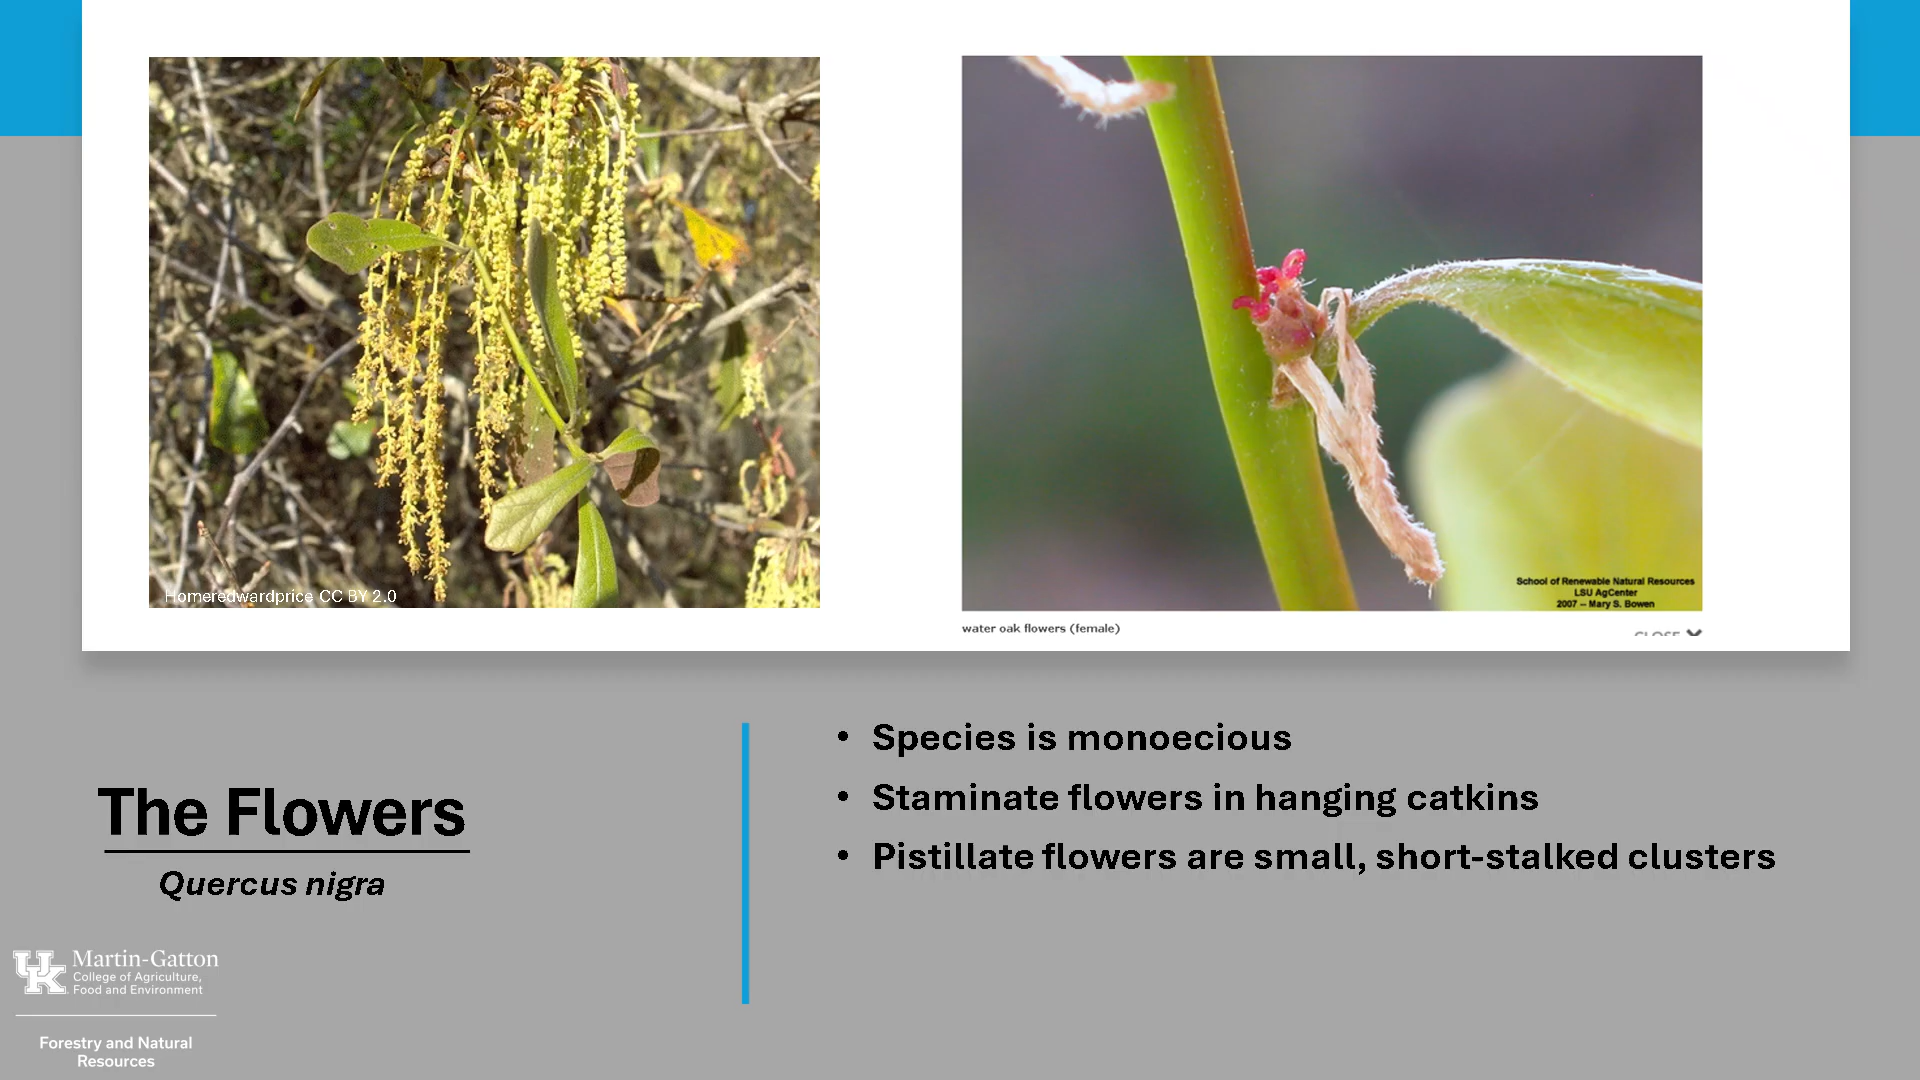 Homeredwardprice CC BY 2.0
School of Renewable Natural Resources
LSU AgCenter
2007 -- Mary S. Bowen
water oak flowers (female)
CLOSE
The Flowers
Quercus nigra
• Species is monoecious
• Staminate flowers in hanging catkins
• Pistillate flowers are small, short-stalked clusters
UK Martin-Gatton
College of Agriculture,
Food and Environment
Forestry and Natural
Resources